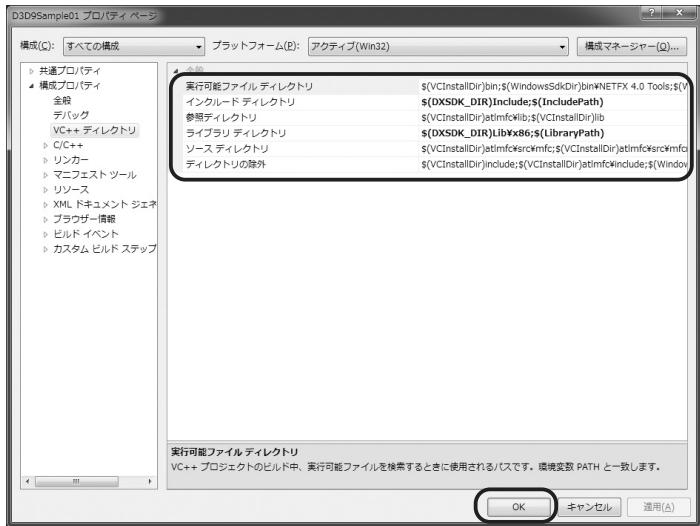 D3D9Sample01 プロパティ ページ
構成(C): すべての構成 プラットフォーム(P): アクティブ(Win32) 構成マネージャー(O)...
共通プロパティ
構成プロパティ
全般
デバッグ
VC++ ディレクトリ
C/C++
リンカー
マニフェスト ツール
リソース
XML ドキュメント ジェネ
ブラウザー情報
ビルド イベント
カスタム ビルド ステップ
全般
実行可能ファイル ディレクトリ $(VCInstallDir)bin;$(WindowsSdkDir)bin¥NETFX 4.0 Tools;$(W
インクルード ディレクトリ $(DXSDK_DIR)Include;$(IncludePath)
参照ディレクトリ $(VCInstallDir)atlmfc¥lib;$(VCInstallDir)lib
ライブラリ ディレクトリ $(DXSDK_DIR)Lib¥x86;$(LibraryPath)
ソース ディレクトリ $(VCInstallDir)atlmfc¥src¥mfc;$(VCInstallDir)atlmfc¥src¥mfc
ディレクトリの除外 $(VCInstallDir)include;$(VCInstallDir)atlmfc¥include;$(Window
実行可能ファイル ディレクトリ
VC++ プロジェクトのビルド中、実行可能ファイルを検索するときに使用されるパスです。環境変数 PATH と一致します。
OK キャンセル 適用(A)